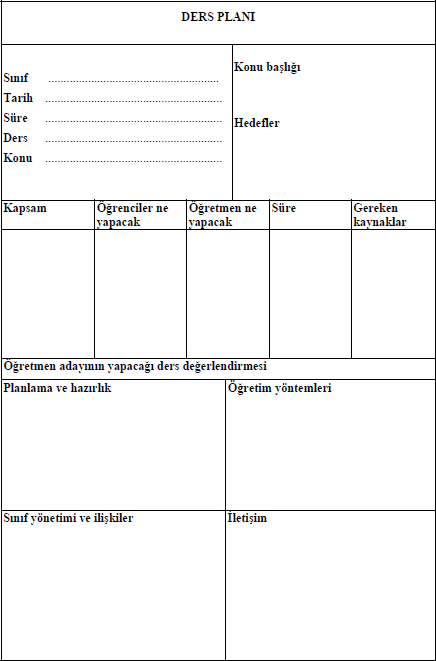 DERS PLANI
Sınıf ........................................................
Tarih ...........................................................
Süre ...........................................................
Ders ...........................................................
Konu ...........................................................
Konu başlığı
Hedefler
Kapsam
Öğrenciler ne
yapacak
Öğretmen ne
yapacak
Süre
Gereken
kaynaklar
Öğretmen adayının yapacağı ders değerlendirmesi
Planlama ve hazırlık
Öğretim yöntemleri
Sınıf yönetimi ve ilişkiler
İletişim